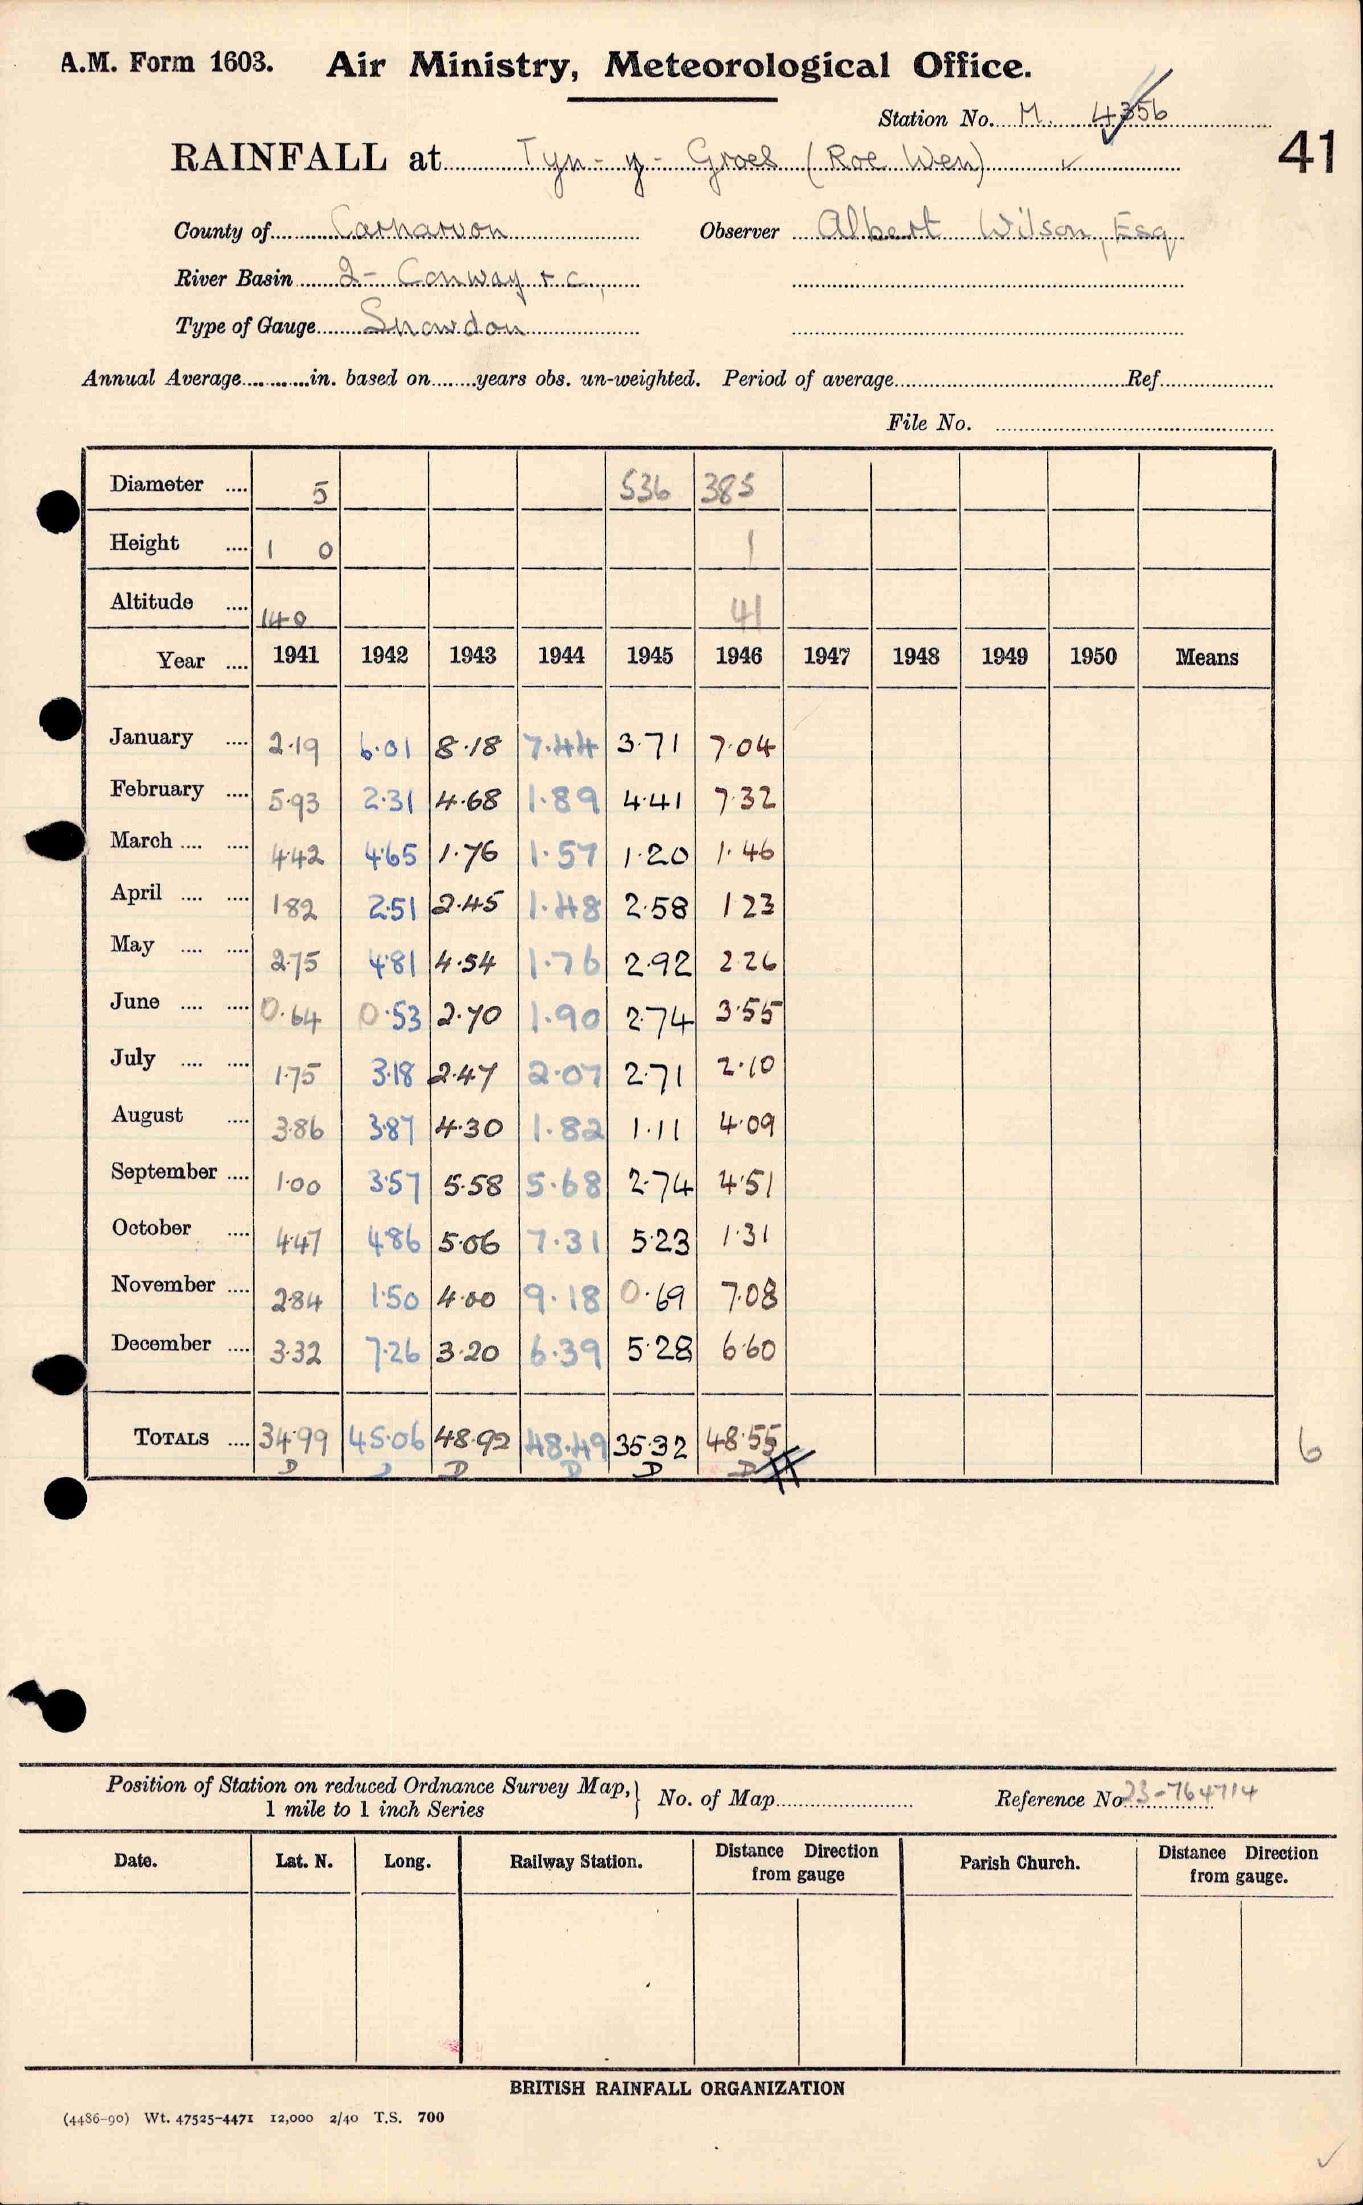 A.M. Form 1603. Air Ministry, Meteorological Office.
Station No. M. 4356
41
RAINFALL at Tyn-y-Groes (Roe Wen) ✓
County of Carnarvon Observer Albert Wilson, Esq
River Basin 2- Conway &c.
Type of Gauge Snowdon
Annual Average in. based on years obs. un-weighted. Period of average Ref.
File No.
Diameter 5 536 385
Height 1 0 1
Altitude 140 41
Year 1941 1942 1943 1944 1945 1946 1947 1948 1949 1950 Means
January 2.19 6.01 8.18 7.44 3.71 7.04
February 5.93 2.31 4.68 1.89 4.41 7.32
March 4.42 4.65 1.76 1.57 1.20 1.46
April 1.82 2.51 2.45 1.48 2.58 1.23
May 2.75 4.81 4.54 1.76 2.92 2.26
June 0.64 0.53 2.70 1.90 2.74 3.55
July 1.75 3.18 2.47 2.07 2.71 2.10
August 3.86 3.87 4.30 1.82 1.11 4.09
September 1.00 3.57 5.58 5.68 2.74 4.51
October 4.47 4.86 5.06 7.31 5.23 1.31
November 2.84 1.50 4.00 9.18 0.69 7.08
December 3.32 7.26 3.20 6.39 5.28 6.60
TOTALS 34.99 45.06 48.92 48.49 35.32 48.55 6
D D D D D D
Position of Station on reduced Ordnance Survey Map,
1 mile to 1 inch Series
No. of Map Reference No 23-764714
Date. Lat. N. Long. Railway Station. Distance Direction from gauge Parish Church. Distance Direction from gauge.
BRITISH RAINFALL ORGANIZATION
(4486-90) Wt. 47525-4471 12,000 2/40 T.S. 700